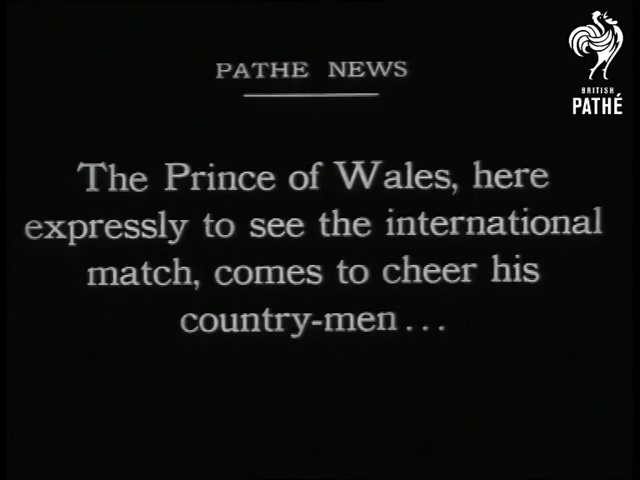 PATHE NEWS
The Prince of Wales, here
expressly to see the international
match, comes to cheer his
country-men...
BRITISH
PATHÉ